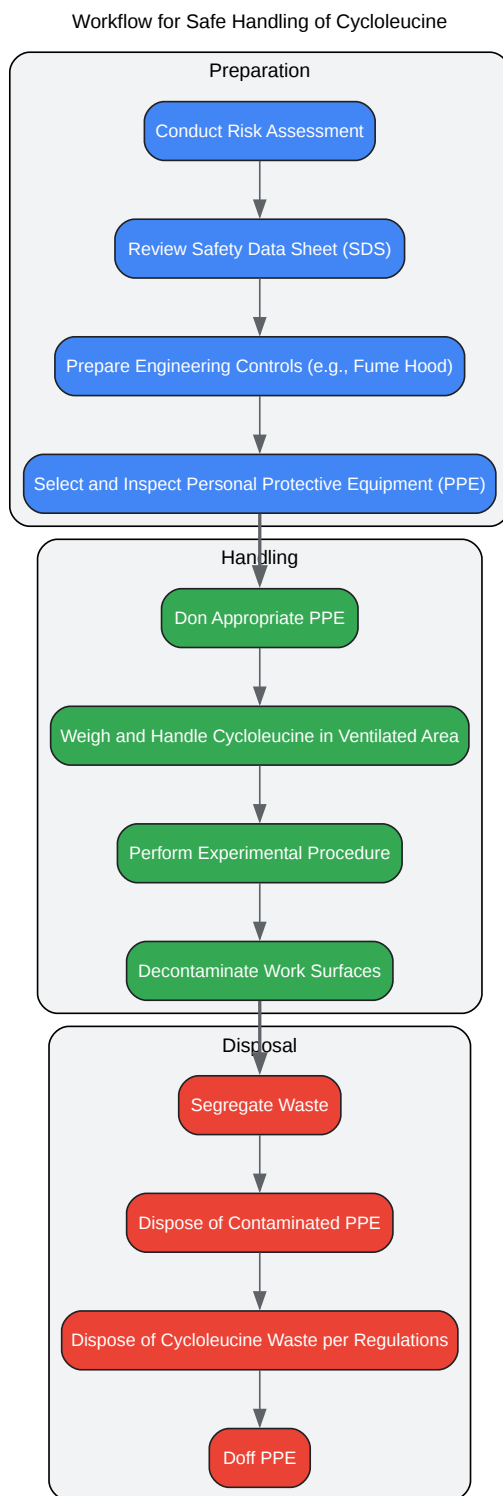 Workflow for Safe Handling of Cycloleucine
Preparation
Conduct Risk Assessment
Review Safety Data Sheet (SDS)
Prepare Engineering Controls (e.g., Fume Hood)
Select and Inspect Personal Protective Equipment (PPE)
Handling
Don Appropriate PPE
Weigh and Handle Cycloleucine in Ventilated Area
Perform Experimental Procedure
Decontaminate Work Surfaces
Disposal
Segregate Waste
Dispose of Contaminated PPE
Dispose of Cycloleucine Waste per Regulations
Doff PPE